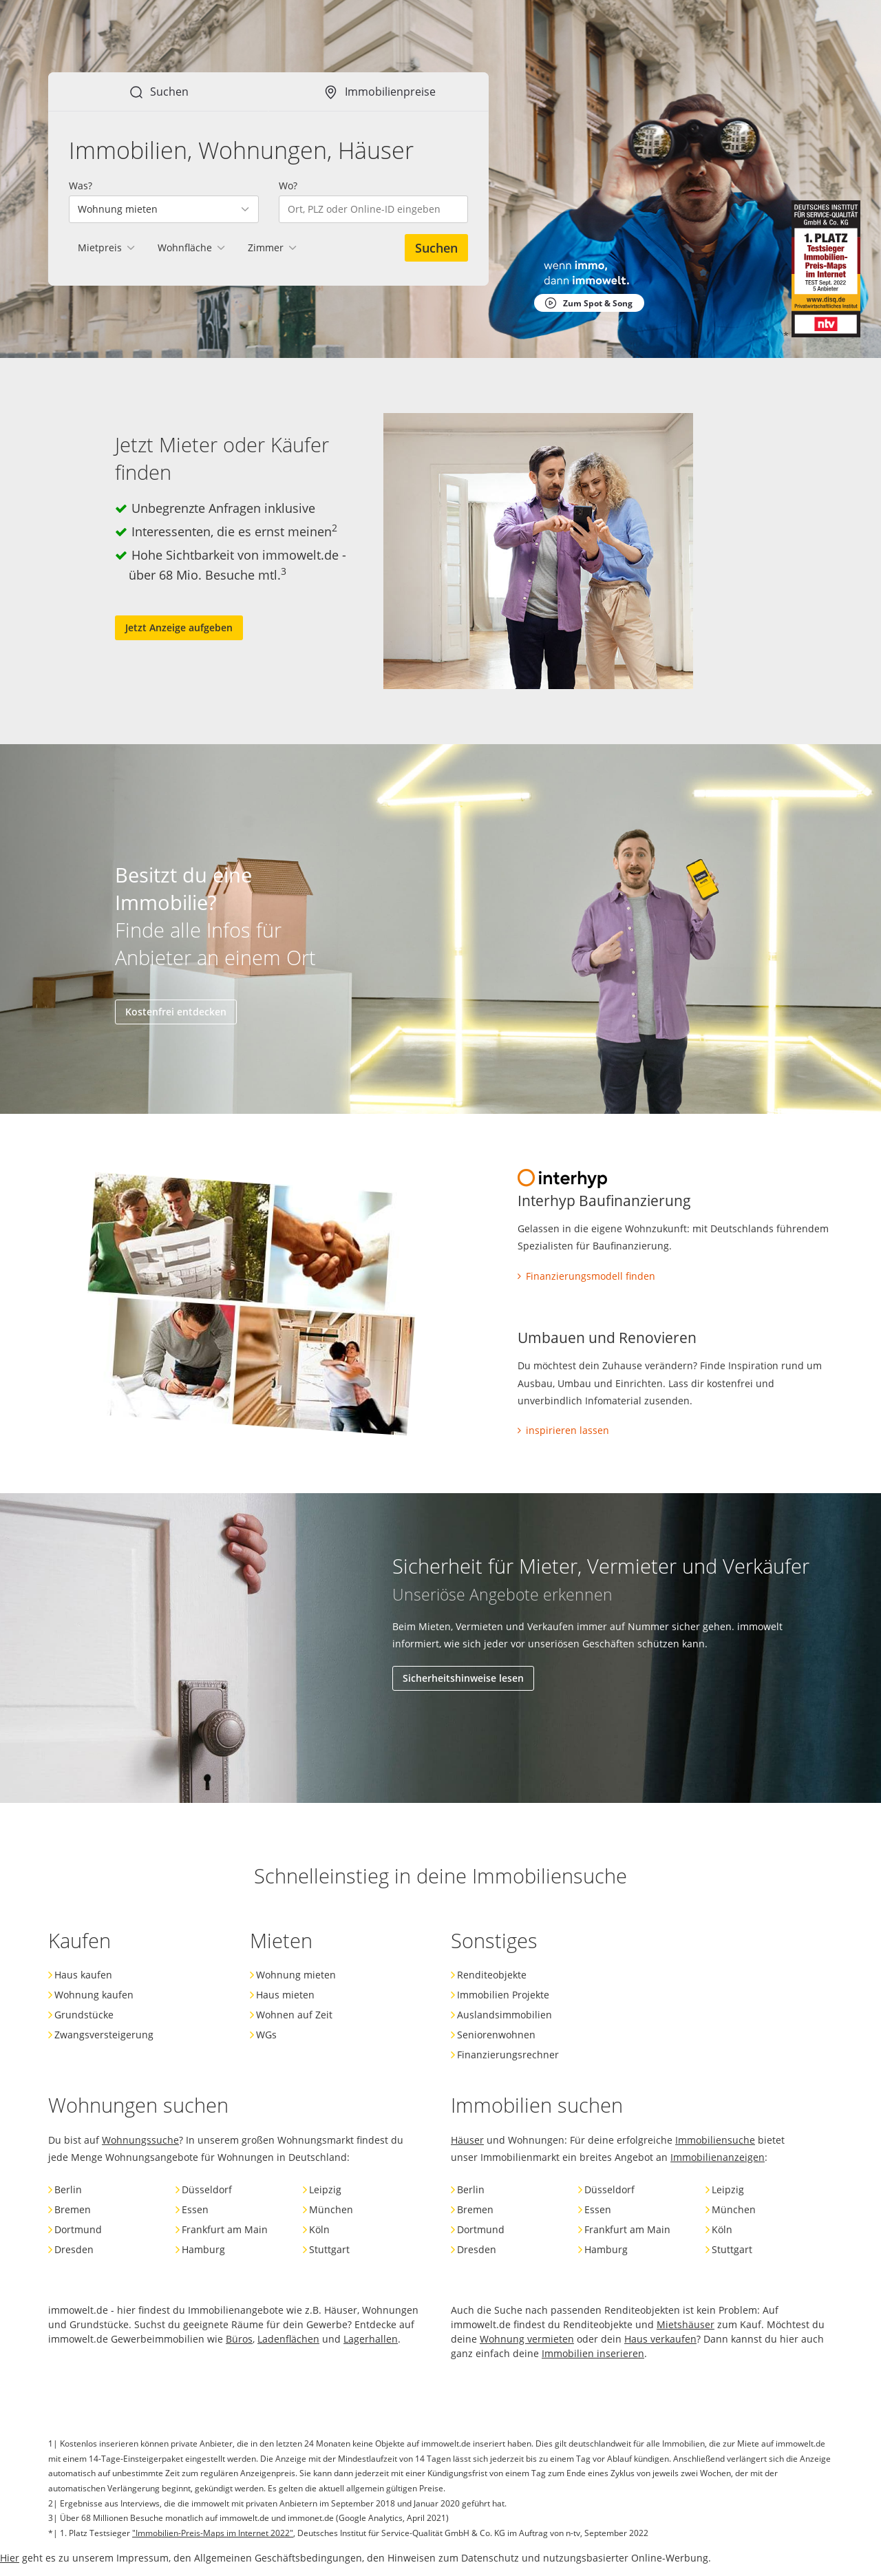 Suchen
Immobilienpreise
Immobilien, Wohnungen, Häuser
Was?
Wo?
Wohnung mieten
Ort, PLZ oder Online-ID eingeben
Mietpreis
Wohnfläche
Zimmer
Suchen
wenn immo,
dann immowelt.
Zum Spot & Song
DEUTSCHES INSTITUT
FÜR SERVICE-QUALITÄT
GmbH & Co. KG
1. PLATZ
Testsieger
Immobilien-
Preis-Maps
im Internet
TEST Sept. 2022
5 Anbieter
www.disq.de
Privatwirtschaftliches Institut
ntv
Jetzt Mieter oder Käufer
finden
Unbegrenzte Anfragen inklusive
Interessenten, die es ernst meinen2
Hohe Sichtbarkeit von immowelt.de -
über 68 Mio. Besuche mtl.3
Jetzt Anzeige aufgeben
Besitzt du eine
Immobilie?
Finde alle Infos für
Anbieter an einem Ort
Kostenfrei entdecken
interhyp
Interhyp Baufinanzierung
Gelassen in die eigene Wohnzukunft: mit Deutschlands führendem
Spezialisten für Baufinanzierung.
Finanzierungsmodell finden
Umbauen und Renovieren
Du möchtest dein Zuhause verändern? Finde Inspiration rund um
Ausbau, Umbau und Einrichten. Lass dir kostenfrei und
unverbindlich Infomaterial zusenden.
inspirieren lassen
Sicherheit für Mieter, Vermieter und Verkäufer
Unseriöse Angebote erkennen
Beim Mieten, Vermieten und Verkaufen immer auf Nummer sicher gehen. immowelt
informiert, wie sich jeder vor unseriösen Geschäften schützen kann.
Sicherheitshinweise lesen
Schnelleinstieg in deine Immobiliensuche
Kaufen
Haus kaufen
Wohnung kaufen
Grundstücke
Zwangsversteigerung
Mieten
Wohnung mieten
Haus mieten
Wohnen auf Zeit
WGs
Sonstiges
Renditeobjekte
Immobilien Projekte
Auslandsimmobilien
Seniorenwohnen
Finanzierungsrechner
Wohnungen suchen
Du bist auf Wohnungssuche? In unserem großen Wohnungsmarkt findest du
jede Menge Wohnungsangebote für Wohnungen in Deutschland:
Berlin
Bremen
Dortmund
Dresden
Düsseldorf
Essen
Frankfurt am Main
Hamburg
Leipzig
München
Köln
Stuttgart
Immobilien suchen
Häuser und Wohnungen: Für deine erfolgreiche Immobiliensuche bietet
unser Immobilienmarkt ein breites Angebot an Immobilienanzeigen:
Berlin
Bremen
Dortmund
Dresden
Düsseldorf
Essen
Frankfurt am Main
Hamburg
Leipzig
München
Köln
Stuttgart
immowelt.de - hier findest du Immobilienangebote wie z.B. Häuser, Wohnungen
und Grundstücke. Suchst du geeignete Räume für dein Gewerbe? Entdecke auf
immowelt.de Gewerbeimmobilien wie Büros, Ladenflächen und Lagerhallen.
Auch die Suche nach passenden Renditeobjekten ist kein Problem: Auf
immowelt.de findest du Renditeobjekte und Mietshäuser zum Kauf. Möchtest du
deine Wohnung vermieten oder dein Haus verkaufen? Dann kannst du hier auch
ganz einfach deine Immobilien inserieren.
1| Kostenlos inserieren können private Anbieter, die in den letzten 24 Monaten keine Objekte auf immowelt.de inseriert haben. Dies gilt deutschlandweit für alle Immobilien, die zur Miete auf immowelt.de
mit einem 14-Tage-Einsteigerpaket eingestellt werden. Die Anzeige mit der Mindestlaufzeit von 14 Tagen lässt sich jederzeit bis zu einem Tag vor Ablauf kündigen. Anschließend verlängert sich die Anzeige
automatisch auf unbestimmte Zeit zum regulären Anzeigenpreis. Sie kann dann jederzeit mit einer Kündigungsfrist von einem Tag zum Ende eines Zyklus von jeweils zwei Wochen, der mit der
automatischen Verlängerung beginnt, gekündigt werden. Es gelten die aktuell allgemein gültigen Preise.
2| Ergebnisse aus Interviews, die die immowelt mit privaten Anbietern im September 2018 und Januar 2020 geführt hat.
3| Über 68 Millionen Besuche monatlich auf immowelt.de und immonet.de (Google Analytics, April 2021)
*| 1. Platz Testsieger "Immobilien-Preis-Maps im Internet 2022", Deutsches Institut für Service-Qualität GmbH & Co. KG im Auftrag von n-tv, September 2022
Hier geht es zu unserem Impressum, den Allgemeinen Geschäftsbedingungen, den Hinweisen zum Datenschutz und nutzungsbasierter Online-Werbung.